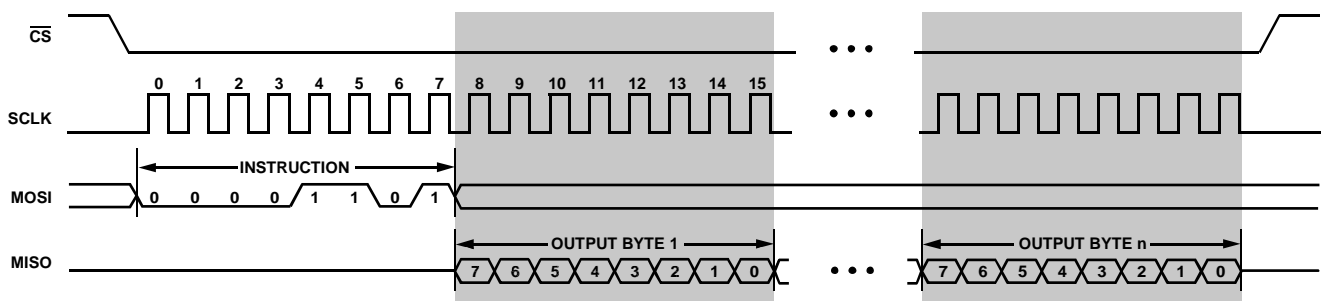 CS
0 1 2 3 4 5 6 7 8 9 10 11 12 13 14 15
SCLK
INSTRUCTION
MOSI
0 0 0 0 1 1 0 1
OUTPUT BYTE 1 OUTPUT BYTE n
MISO
7 6 5 4 3 2 1 0 7 6 5 4 3 2 1 0